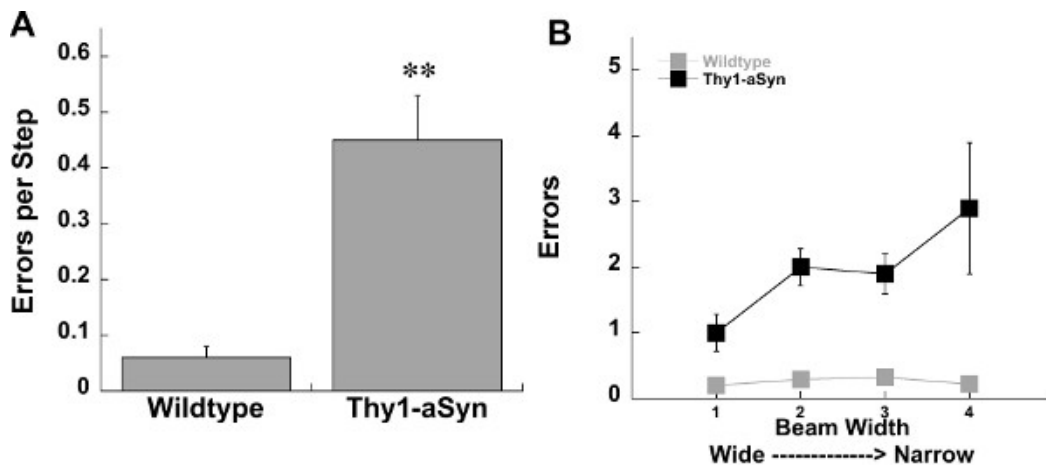 A
0.6
0.5
0.4
0.3
0.2
0.1
0
Errors per Step
**
Wildtype Thy1-aSyn
B
5
4
3
2
1
0
Errors
Wildtype
Thy1-aSyn
1 2 3 4
Beam Width
Wide -------------> Narrow